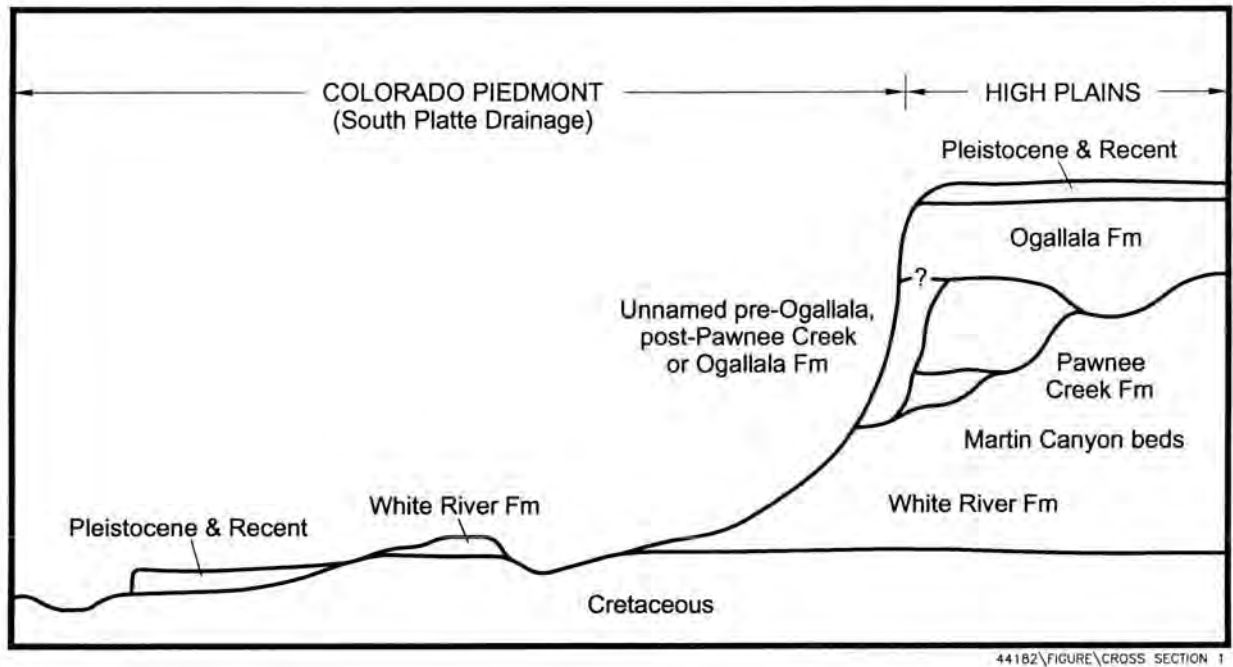 COLORADO PIEDMONT
(South Platte Drainage)
HIGH PLAINS
Pleistocene & Recent
Ogallala Fm
?
Unnamed pre-Ogallala,
post-Pawnee Creek
or Ogallala Fm
Pawnee
Creek Fm
Martin Canyon beds
White River Fm
White River Fm
Pleistocene & Recent
Cretaceous
44182\FIGURE\CROSS SECTION 1